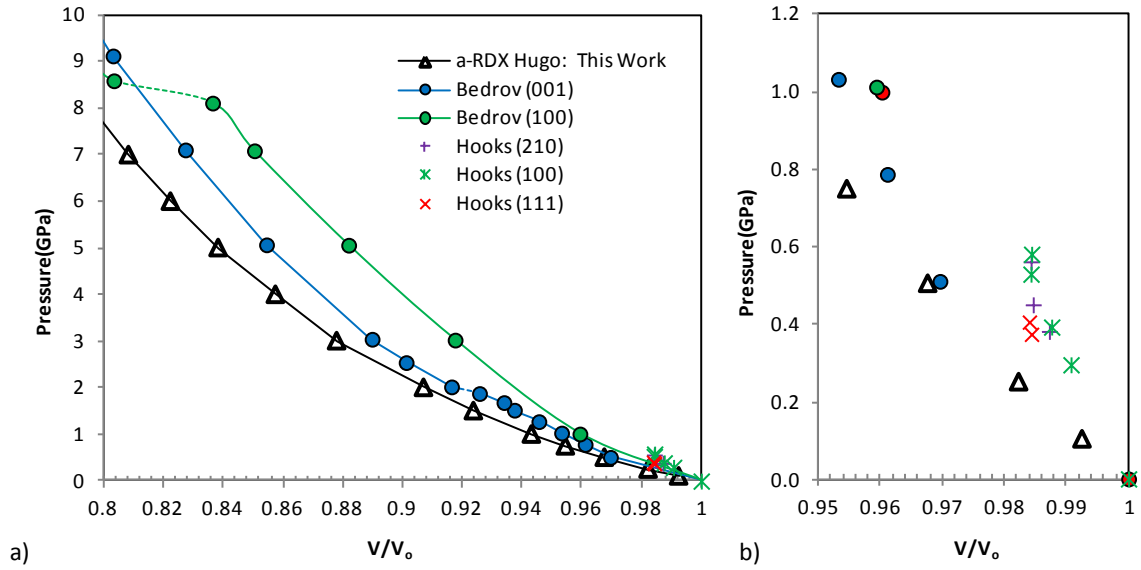 10
9
8
7
6
5
4
3
2
1
0
Pressure(GPa)
0.8 0.82 0.84 0.86 0.88 0.9 0.92 0.94 0.96 0.98 1
V/Vo
a)
a-RDX Hugo: This Work
Bedrov (001)
Bedrov (100)
Hooks (210)
Hooks (100)
Hooks (111)
1.2
1.0
0.8
0.6
0.4
0.2
0.0
Pressure(GPa)
0.95 0.96 0.97 0.98 0.99 1
V/Vo
b)